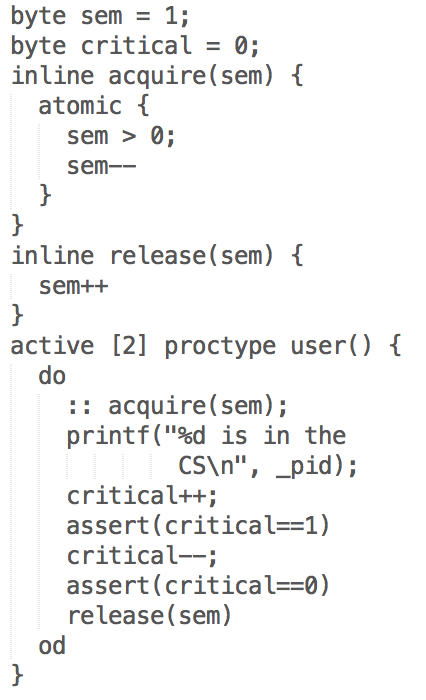 byte sem = 1;
byte critical = 0;
inline acquire(sem) {
  atomic {
    sem > 0;
    sem--
  }
}
inline release(sem) {
  sem++
}
active [2] proctype user() {
  do
    :: acquire(sem);
    printf("%d is in the
            CS\n", _pid);
    critical++;
    assert(critical==1)
    critical--;
    assert(critical==0)
    release(sem)
  od
}